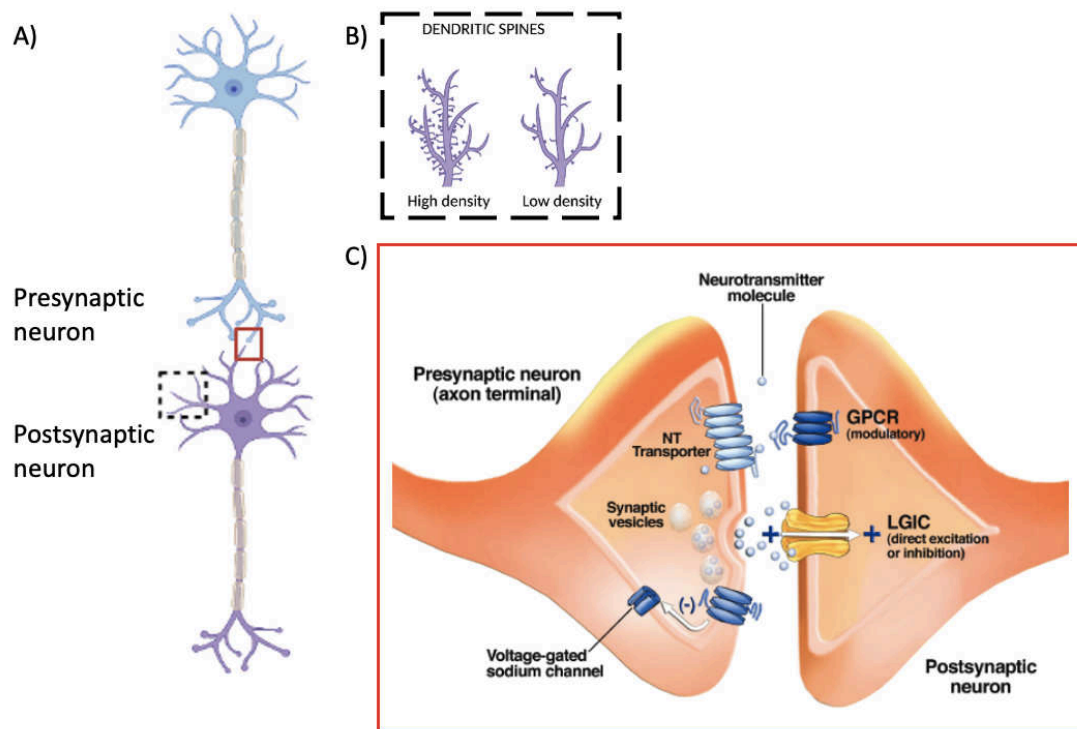 A)
Presynaptic
neuron
Postsynaptic
neuron
B)
DENDRITIC SPINES
High density
Low density
C)
Neurotransmitter
molecule
Presynaptic neuron
(axon terminal)
NT
Transporter
GPCR
(modulatory)
Synaptic
vesicles
+
+
LGIC
(direct excitation
or inhibition)
(-)
Voltage-gated
sodium channel
Postsynaptic
neuron